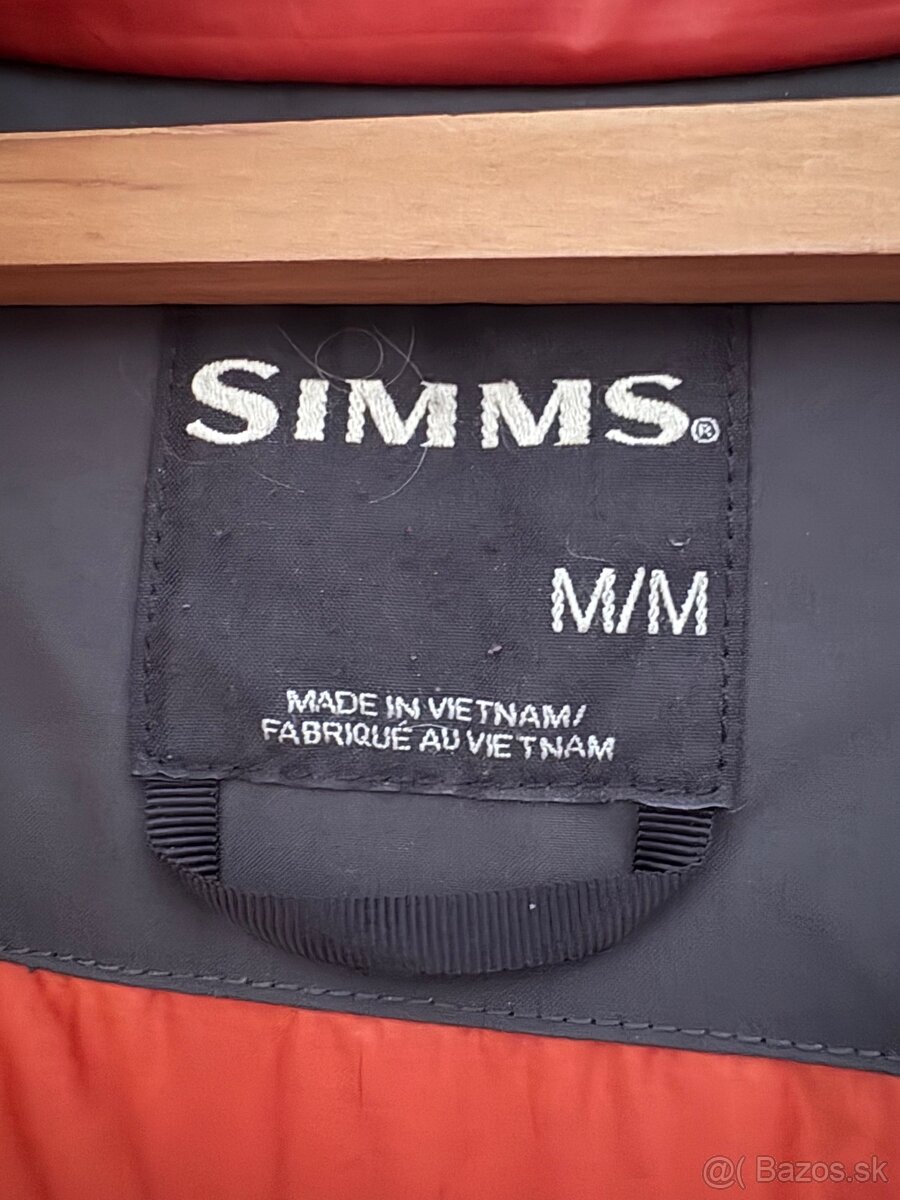 SIMMS®
M/M
MADE IN VIETNAM/
FABRIQUÉ AU VIETNAM
@( Bazos.sk